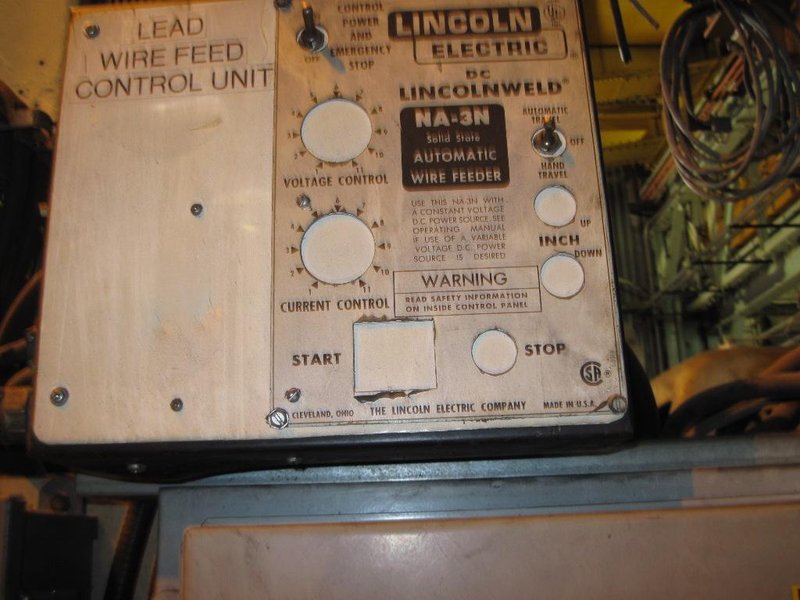 LEAD
WIRE FEED
CONTROL UNIT
CONTROL
POWER
AND
EMERGENCY
STOP
OFF
LINCOLN
ELECTRIC
DC
LINCOLNWELD®
NA-3N
Solid State
AUTOMATIC
WIRE FEEDER
AUTOMATIC
TRAVEL
OFF
HAND
TRAVEL
VOLTAGE CONTROL
USE THIS NA-3N WITH
A CONSTANT VOLTAGE
D.C. POWER SOURCE. SEE
OPERATING MANUAL
IF USE OF A VARIABLE
VOLTAGE D.C. POWER
SOURCE IS DESIRED
UP
INCH
DOWN
CURRENT CONTROL
WARNING
READ SAFETY INFORMATION
ON INSIDE CONTROL PANEL
START
STOP
CLEVELAND, OHIO THE LINCOLN ELECTRIC COMPANY MADE IN U.S.A.